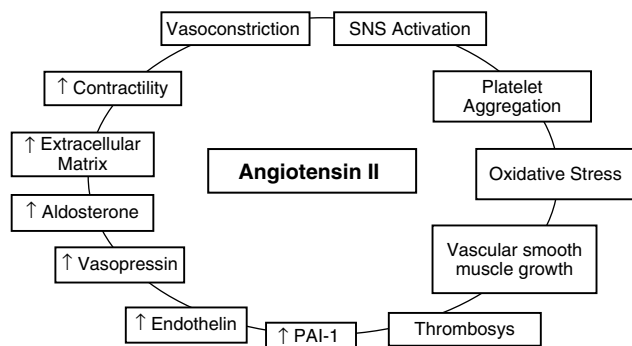 Vasoconstriction
SNS Activation
↑ Contractility
Platelet
Aggregation
↑ Extracellular
Matrix
Angiotensin II
Oxidative Stress
↑ Aldosterone
Vascular smooth
muscle growth
↑ Vasopressin
↑ Endothelin
↑ PAI-1
Thrombosys